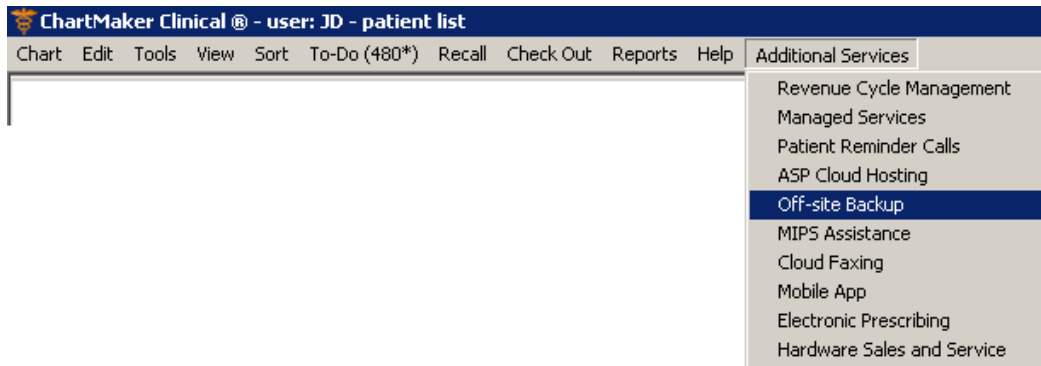 ChartMaker Clinical ® - user: JD - patient list
Chart Edit Tools View Sort To-Do (480*) Recall Check Out Reports Help Additional Services
Revenue Cycle Management
Managed Services
Patient Reminder Calls
ASP Cloud Hosting
Off-site Backup
MIPS Assistance
Cloud Faxing
Mobile App
Electronic Prescribing
Hardware Sales and Service